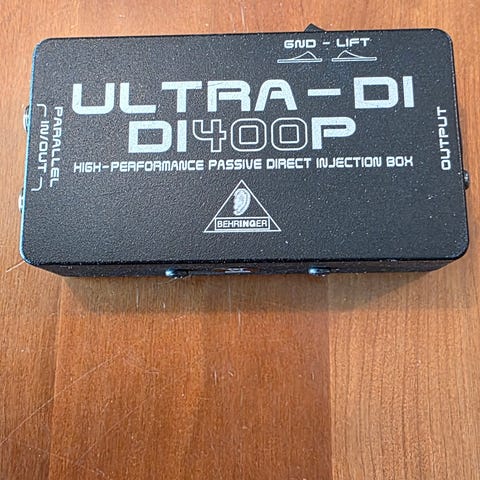 GND - LIFT
ULTRA-DI
DI400P
HIGH-PERFORMANCE PASSIVE DIRECT INJECTION BOX
PARALLEL
IN/OUT
OUTPUT
BEHRINGER